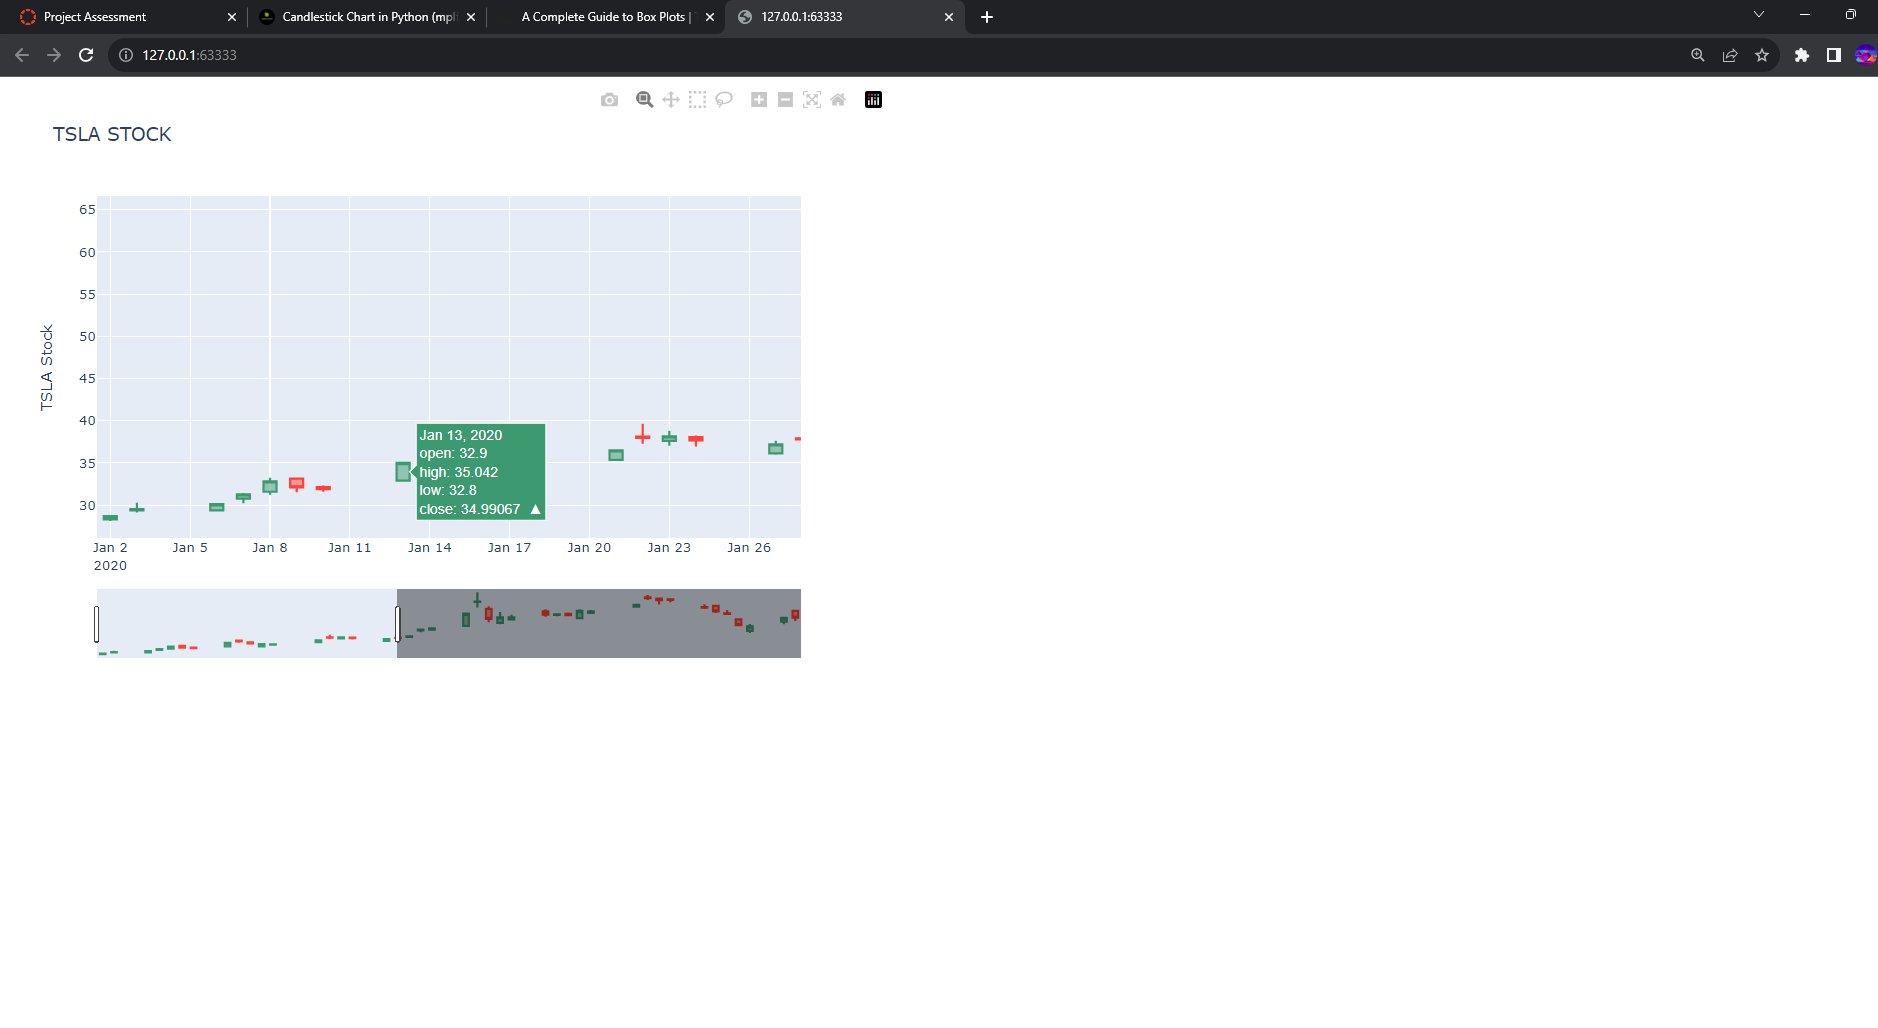 Project Assessment
Candlestick Chart in Python (mpl
A Complete Guide to Box Plots |
127.0.0.1:63333
127.0.0.1:63333
TSLA STOCK
65
60
55
50
45
40
35
30
TSLA Stock
Jan 13, 2020
open: 32.9
high: 35.042
low: 32.8
close: 34.99067 ▲
Jan 2 Jan 5 Jan 8 Jan 11 Jan 14 Jan 17 Jan 20 Jan 23 Jan 26
2020